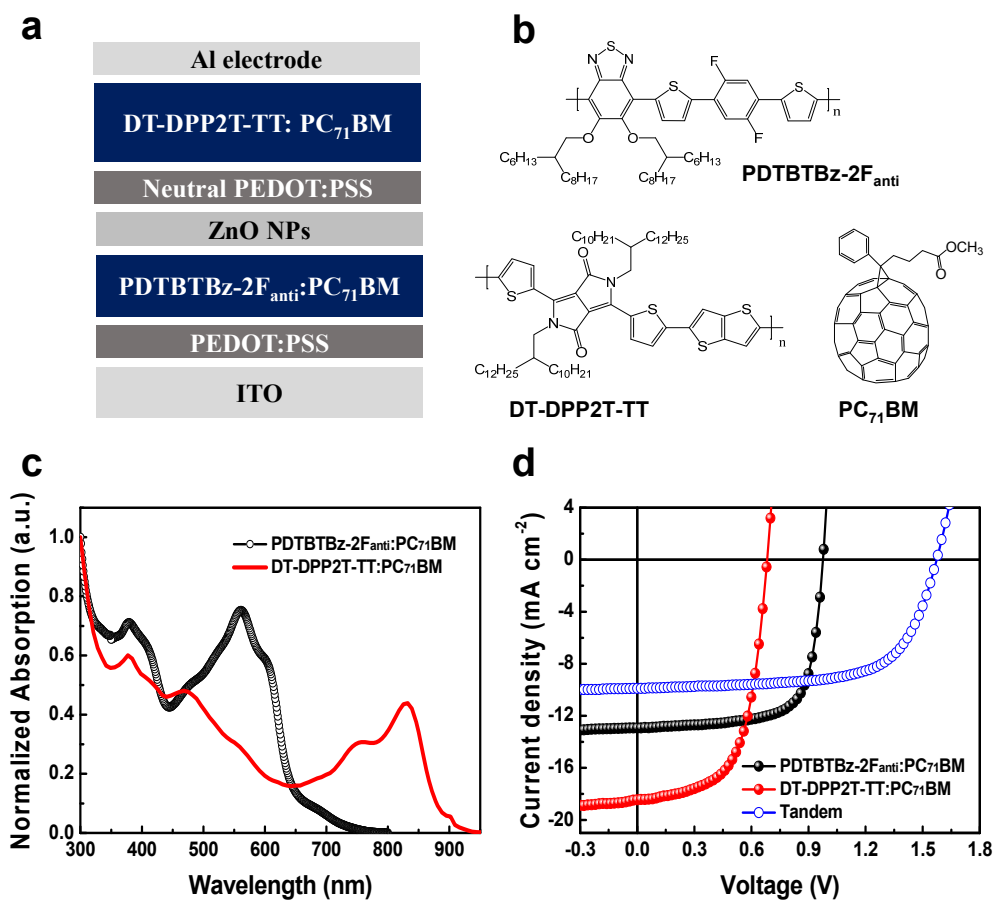 a
Al electrode
DT-DPP2T-TT: PC₇₁BM
Neutral PEDOT:PSS
ZnO NPs
PDTBTBz-2Fₐₙₜᵢ:PC₇₁BM
PEDOT:PSS
ITO
b
N S N
F
S
S
n
O O
F
C₆H₁₃
C₆H₁₃
C₈H₁₇
C₈H₁₇
PDTBTBz-2Fₐₙₜᵢ
C₁₀H₂₁
C₁₂H₂₅
O
N
S
S
S
N
O
S
n
C₁₂H₂₅
C₁₀H₂₁
DT-DPP2T-TT
OCH₃
O
PC₇₁BM
c
Normalized Absorption (a.u.)
1.0
0.8
0.6
0.4
0.2
0.0
300 400 500 600 700 800 900
Wavelength (nm)
PDTBTBz-2Fanti:PC71BM
DT-DPP2T-TT:PC71BM
d
Current density (mA cm⁻²)
4
0
-4
-8
-12
-16
-20
-0.3 0.0 0.3 0.6 0.9 1.2 1.5 1.8
Voltage (V)
PDTBTBz-2Fanti:PC71BM
DT-DPP2T-TT:PC71BM
Tandem